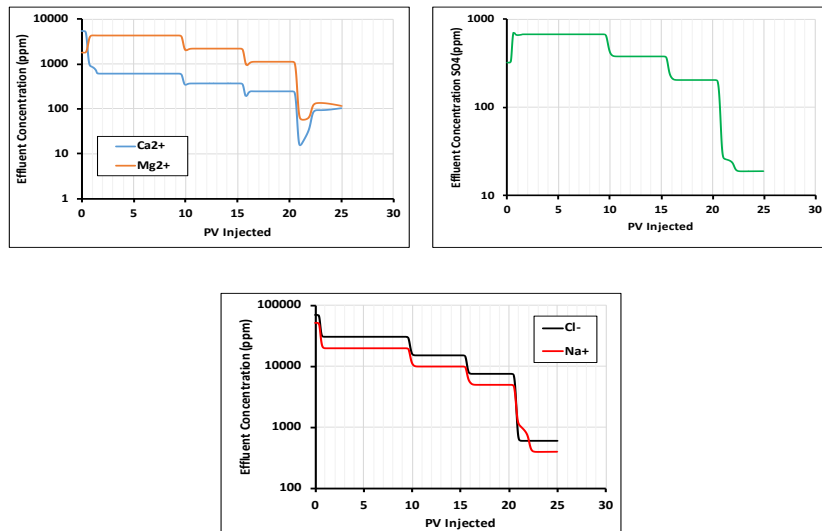 Effluent Concentration (ppm)
10000
1000
100
10
1
0 5 10 15 20 25 30
PV Injected
Ca2+
Mg2+
Effluent Concentration SO4(ppm)
1000
100
10
0 5 10 15 20 25 30
PV Injected
Effluent Concentration (ppm)
100000
10000
1000
100
0 5 10 15 20 25 30
PV Injected
Cl-
Na+